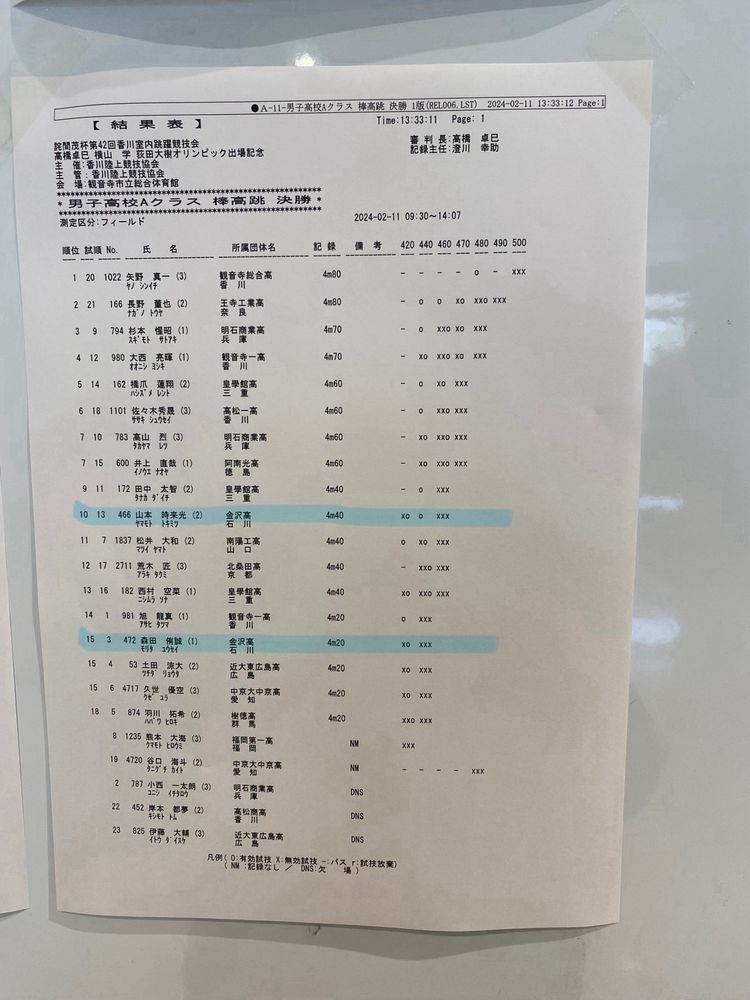 ●A-11-男子高校Aクラス 棒高跳 決勝 1版(REL006.LST) 2024-02-11 13:33:12 Page:1
【 結 果 表 】 Time:13:33:11 Page: 1
審 判 長:高橋 卓巳
記録主任:澄川 幸助
詫間茂杯第42回香川室内跳躍競技会
高橋卓巳 横山 学 荻田大樹オリンピック出場記念
主 催:香川陸上競技協会
主 管:香川陸上競技協会
会 場:観音寺市立総合体育館
* 男子高校Aクラス 棒高跳 決勝 *
測定区分:フィールド 2024-02-11 09:30~14:07
順位 試順 No. 氏 名 所属団体名 記 録 備 考 420 440 460 470 480 490 500
1 20 1022 矢野 真一 (3) 観音寺総合高 4m80 - - - - o - xxx
ヤノ シンイチ 香 川
2 21 166 長野 董也 (2) 王寺工業高 4m80 - o o xo xxo xxx
ナガノ トウヤ 奈 良
3 9 794 杉本 惺昭 (1) 明石商業高 4m70 - o xxo xo xxx
スギモト サトアキ 兵 庫
4 12 980 大西 亮暉 (1) 観音寺一高 4m70 - xo xxo xo xxx
オオニシ ヨシキ 香 川
5 14 162 橋爪 蓮翔 (2) 皇學館高 4m60 - o xo xxx
ハシズメ レント 三 重
6 18 1101 佐々木秀晟 (3) 高松一高 4m60 - o xxo xxx
ササキ シュウセイ 香 川
7 10 783 高山 烈 (3) 明石商業高 4m60 - xo xxo xxx
タカヤマ レツ 兵 庫
7 15 600 井上 直哉 (1) 阿南光高 4m60 - xo xxo xxx
イノウエ ナオヤ 徳 島
9 11 172 田中 太智 (2) 皇學館高 4m40 - o xxx
タナカ ダイチ 三 重
10 13 466 山本 時来光 (2) 金沢高 4m40 xo o xxx
ヤマモト トキミツ 石 川
11 7 1837 松井 大和 (2) 南陽工高 4m40 o xo xxx
マツイ ヤマト 山 口
12 17 2711 荒木 匠 (3) 北桑田高 4m40 - xxo xxx
アラキ タクミ 京 都
13 16 182 西村 空菜 (1) 皇學館高 4m40 xo xxo xxx
ニシムラ ソナ 三 重
14 1 981 旭 龍真 (1) 観音寺一高 4m20 o xxx
アサヒ タツマ 香 川
15 3 472 森田 侑誠 (1) 金沢高 4m20 xo xxx
モリタ ユウセイ 石 川
15 4 53 土田 涼大 (2) 近大東広島高 4m20 xo xxx
ツチダ リョウタ 広 島
15 6 4717 久世 優空 (3) 中京大中京高 4m20 xo xxx
クゼ ユラ 愛 知
18 5 874 羽川 拓希 (2) 樹徳高 4m20 xxo xxx
ハバワ ヒロキ 群 馬
8 1235 熊本 大海 (3) 福岡第一高 NM xxx
クマモト ヒロウミ 福 岡
19 4720 谷口 海斗 (2) 中京大中京高 NM - - - - xxx
タニグチ カイト 愛 知
2 787 小西 一太朗 (3) 明石商業高 DNS
コニシ イチタロウ 兵 庫
22 452 岸本 都夢 (2) 高松商高 DNS
キシモト トム 香 川
23 825 伊藤 大輔 (3) 近大東広島高 DNS
イトウ ダイスケ 広 島
凡例( O:有効試技 X:無効試技 -:パス r:試技放棄)
( NM :記録なし / DNS:欠 場 )